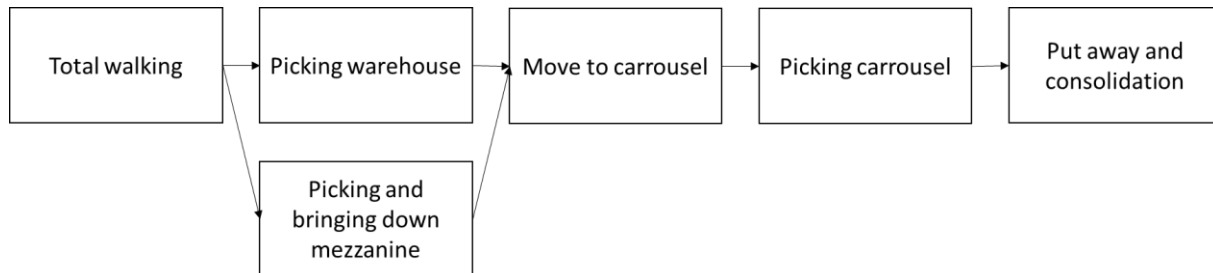 Total walking
Picking warehouse
Move to carrousel
Picking carrousel
Put away and
consolidation
Picking and
bringing down
mezzanine